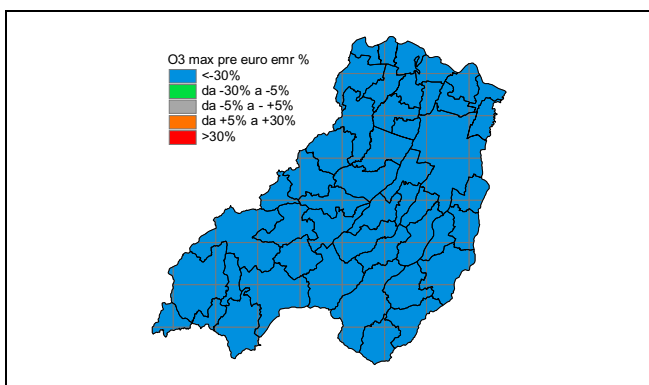 O3 max pre euro emr %
<-30%
da -30% a -5%
da -5% a - +5%
da +5% a +30%
>30%